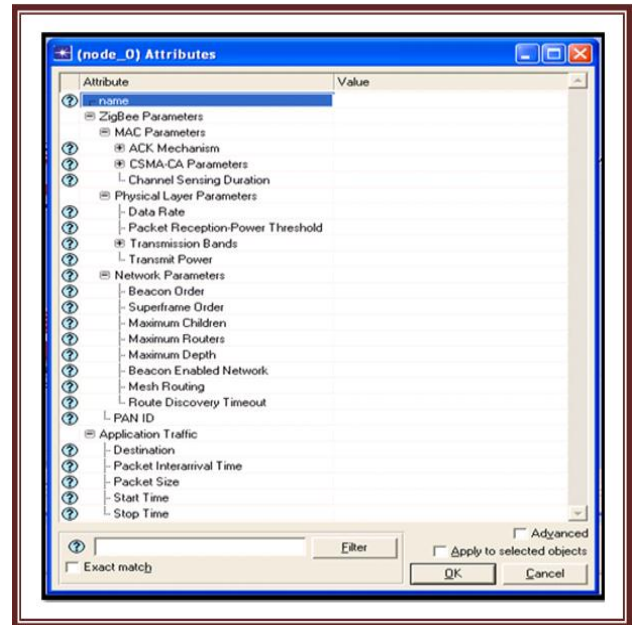 (node_0) Attributes
Attribute Value
name
ZigBee Parameters
MAC Parameters
ACK Mechanism
CSMA-CA Parameters
Channel Sensing Duration
Physical Layer Parameters
Data Rate
Packet Reception-Power Threshold
Transmission Bands
Transmit Power
Network Parameters
Beacon Order
Superframe Order
Maximum Children
Maximum Routers
Maximum Depth
Beacon Enabled Network
Mesh Routing
Route Discovery Timeout
PAN ID
Application Traffic
Destination
Packet Interarrival Time
Packet Size
Start Time
Stop Time
Advanced
Filter
Apply to selected objects
Exact match
OK Cancel